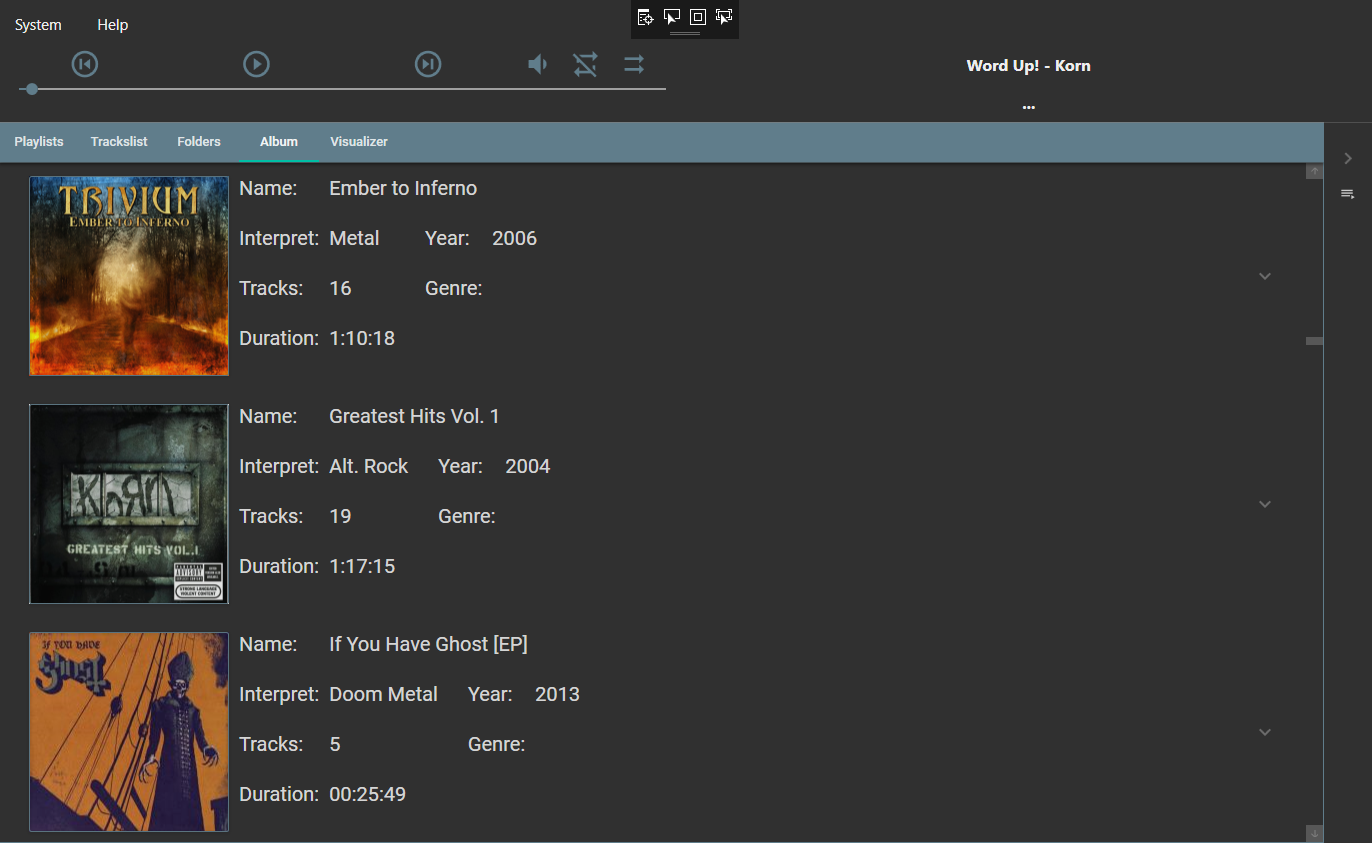 System Help
Word Up! - Korn
...
Playlists Trackslist Folders Album Visualizer
TRIVIUM
EMBER TO INFERNO
Name: Ember to Inferno
Interpret: Metal Year: 2006
Tracks: 16 Genre:
Duration: 1:10:18
KoRn
GREATEST HITS VOL.1
Name: Greatest Hits Vol. 1
Interpret: Alt. Rock Year: 2004
Tracks: 19 Genre:
Duration: 1:17:15
IF YOU HAVE
Ghost
Name: If You Have Ghost [EP]
Interpret: Doom Metal Year: 2013
Tracks: 5 Genre:
Duration: 00:25:49